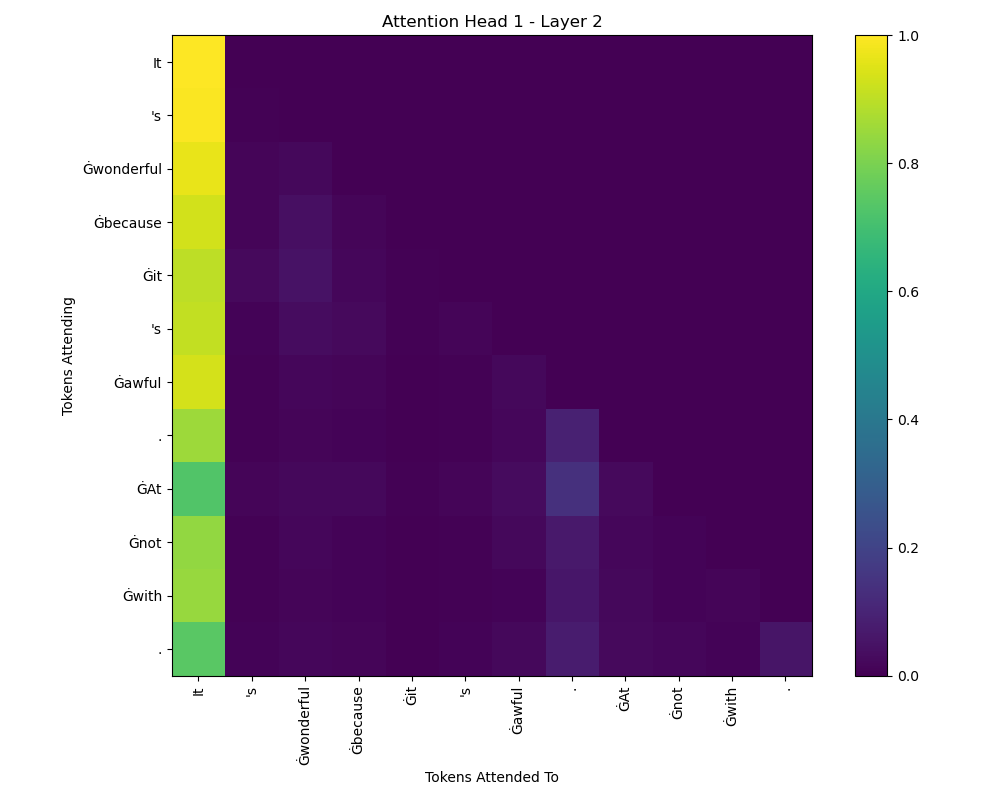 Attention Head 1 - Layer 2
Tokens Attending
It
's
Ġwonderful
Ġbecause
Ġit
's
Ġawful
.
ĠAt
Ġnot
Ġwith
.
It
's
Ġwonderful
Ġbecause
Ġit
's
Ġawful
.
ĠAt
Ġnot
Ġwith
.
Tokens Attended To
1.0
0.8
0.6
0.4
0.2
0.0